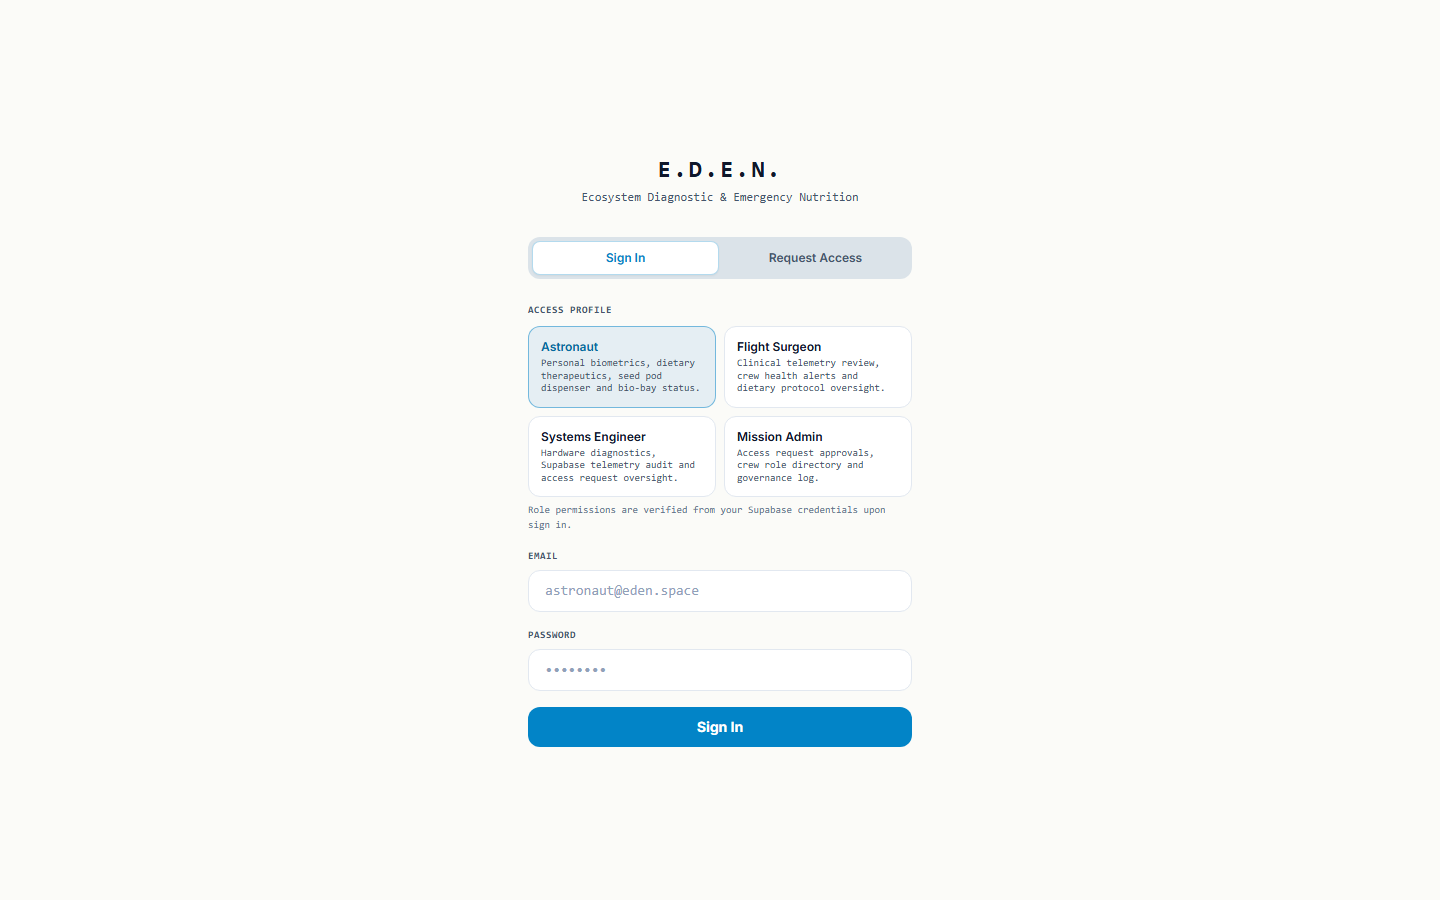 E.D.E.N.
Ecosystem Diagnostic & Emergency Nutrition
Sign In
Request Access
ACCESS PROFILE
Astronaut
Personal biometrics, dietary
therapeutics, seed pod
dispenser and bio-bay status.
Flight Surgeon
Clinical telemetry review,
crew health alerts and
dietary protocol oversight.
Systems Engineer
Hardware diagnostics,
Supabase telemetry audit and
access request oversight.
Mission Admin
Access request approvals,
crew role directory and
governance log.
Role permissions are verified from your Supabase credentials upon
sign in.
EMAIL
astronaut@eden.space
PASSWORD
••••••••
Sign In